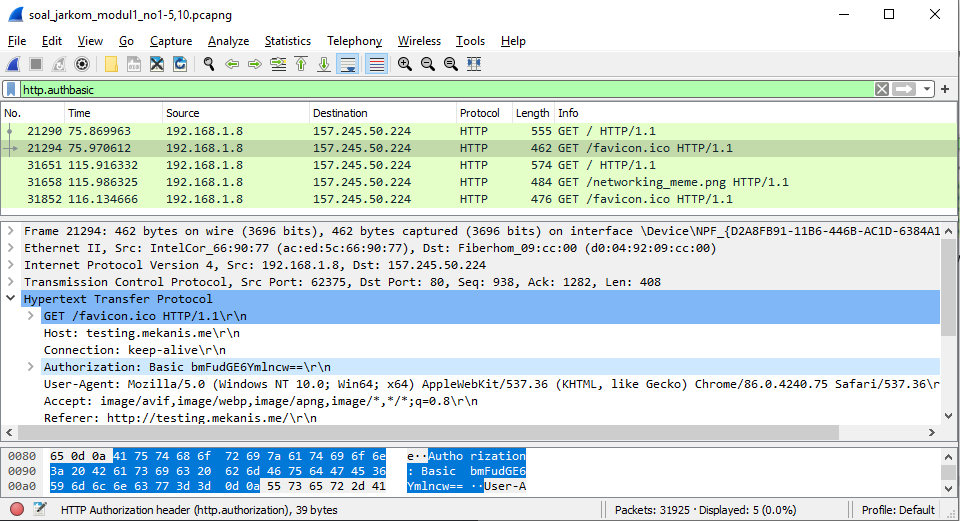 soal_jarkom_modul1_no1-5,10.pcapng
File Edit View Go Capture Analyze Statistics Telephony Wireless Tools Help
http.authbasic
No. Time Source Destination Protocol Length Info
21290 75.869963 192.168.1.8 157.245.50.224 HTTP 555 GET / HTTP/1.1
21294 75.970612 192.168.1.8 157.245.50.224 HTTP 462 GET /favicon.ico HTTP/1.1
31651 115.916332 192.168.1.8 157.245.50.224 HTTP 574 GET / HTTP/1.1
31658 115.986325 192.168.1.8 157.245.50.224 HTTP 484 GET /networking_meme.png HTTP/1.1
31852 116.134666 192.168.1.8 157.245.50.224 HTTP 476 GET /favicon.ico HTTP/1.1
Frame 21294: 462 bytes on wire (3696 bits), 462 bytes captured (3696 bits) on interface \Device\NPF_{D2A8FB91-11B6-446B-AC1D-6384A1
Ethernet II, Src: IntelCor_66:90:77 (ac:ed:5c:66:90:77), Dst: Fiberhom_09:cc:00 (d0:04:92:09:cc:00)
Internet Protocol Version 4, Src: 192.168.1.8, Dst: 157.245.50.224
Transmission Control Protocol, Src Port: 62375, Dst Port: 80, Seq: 938, Ack: 1282, Len: 408
Hypertext Transfer Protocol
GET /favicon.ico HTTP/1.1\r\n
Host: testing.mekanis.me\r\n
Connection: keep-alive\r\n
Authorization: Basic bmFudGE6Ymlncw==\r\n
User-Agent: Mozilla/5.0 (Windows NT 10.0; Win64; x64) AppleWebKit/537.36 (KHTML, like Gecko) Chrome/86.0.4240.75 Safari/537.36\r
Accept: image/avif,image/webp,image/apng,image/*,*/*;q=0.8\r\n
Referer: http://testing.mekanis.me/\r\n
0080 65 0d 0a 41 75 74 68 6f 72 69 7a 61 74 69 6f 6e e··Autho rization
0090 3a 20 42 61 73 69 63 20 62 6d 46 75 64 47 45 36 : Basic bmFudGE6
00a0 59 6d 6c 6e 63 77 3d 3d 0d 0a 55 73 65 72 2d 41 Ymlncw== ··User-A
HTTP Authorization header (http.authorization), 39 bytes Packets: 31925 · Displayed: 5 (0.0%) Profile: Default